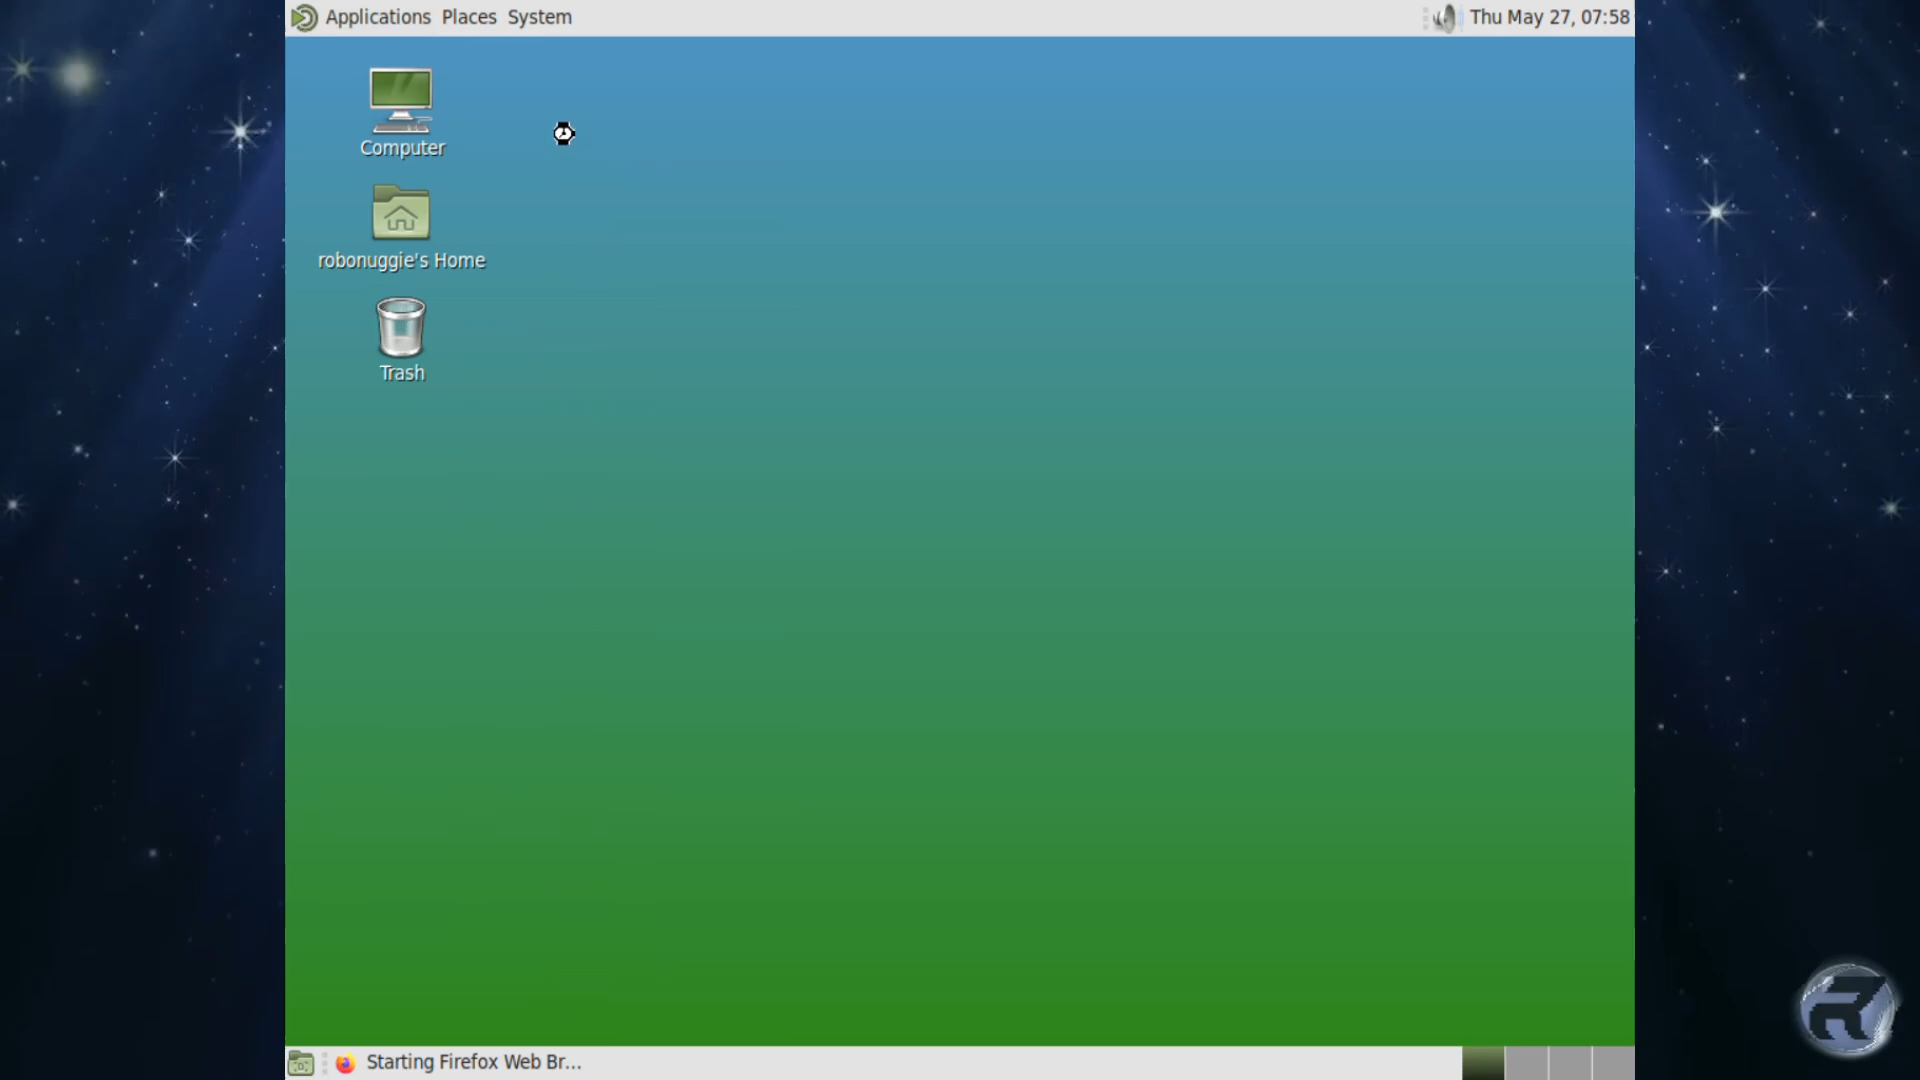 Applications Places System
Thu May 27, 07:58
Computer
robonuggie's Home
Trash
Starting Firefox Web Br...